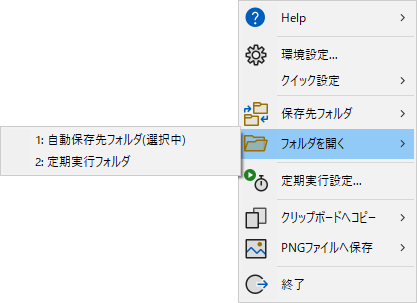 Help
環境設定...
クイック設定
保存先フォルダ
フォルダを開く
1: 自動保存先フォルダ(選択中)
2: 定期実行フォルダ
定期実行設定...
クリップボードへコピー
PNGファイルへ保存
終了